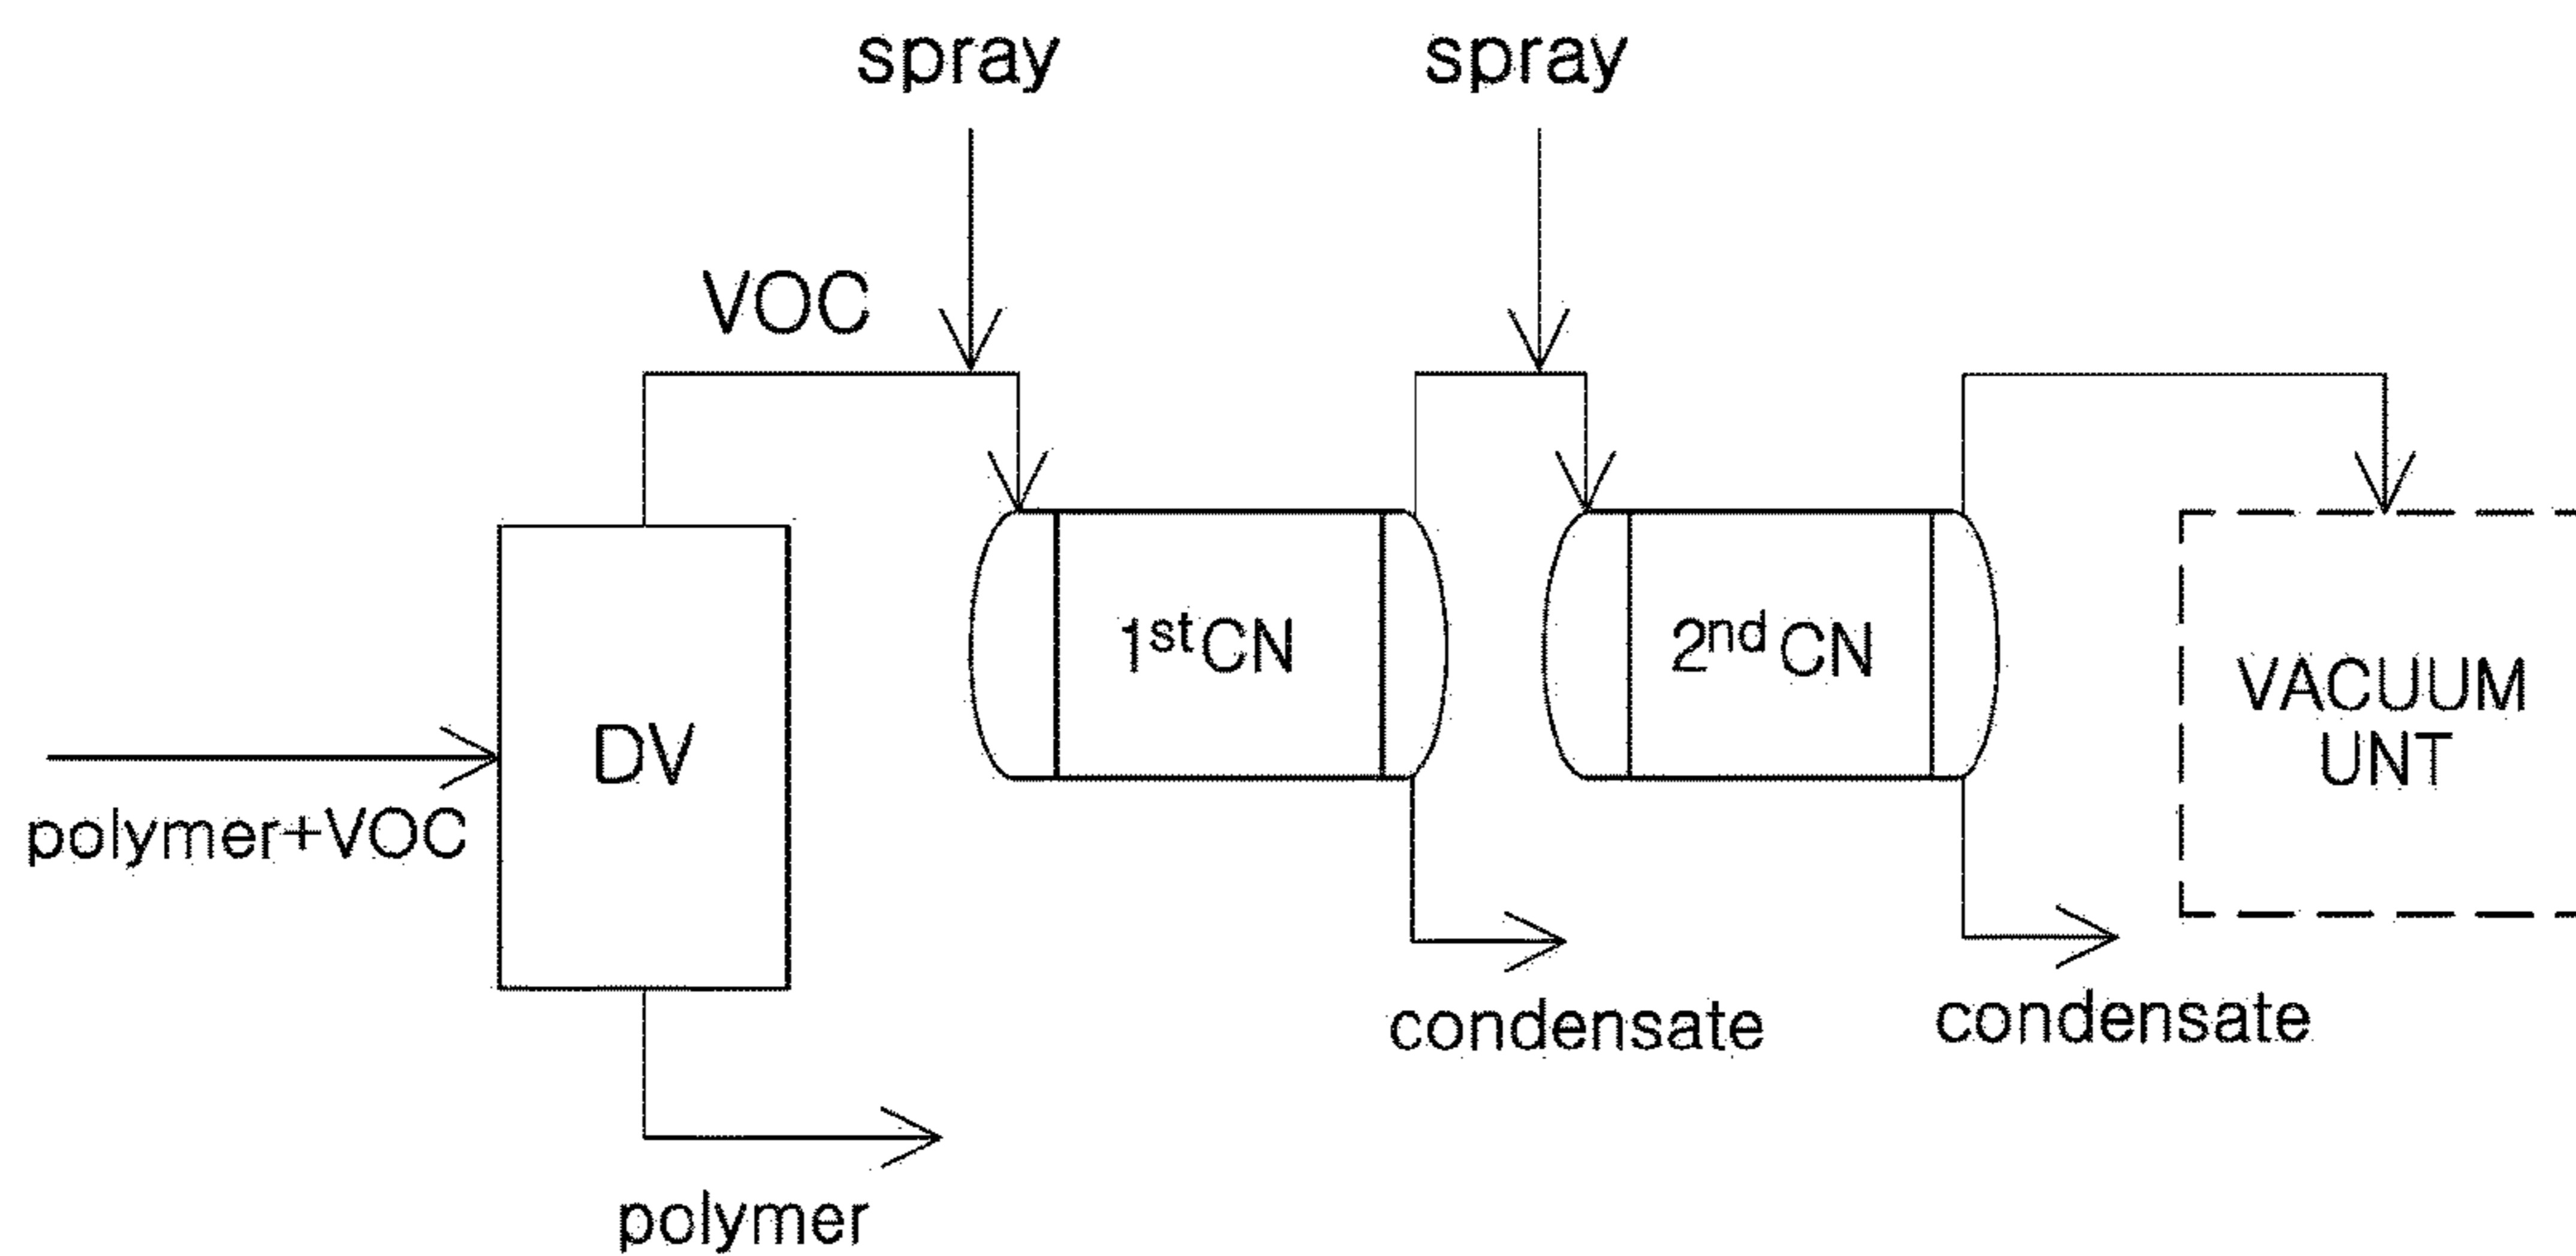 spray
spray
VOC
1st CN
2nd CN
VACUUM
UNT
DV
polymer+VOC
condensate
condensate
polymer